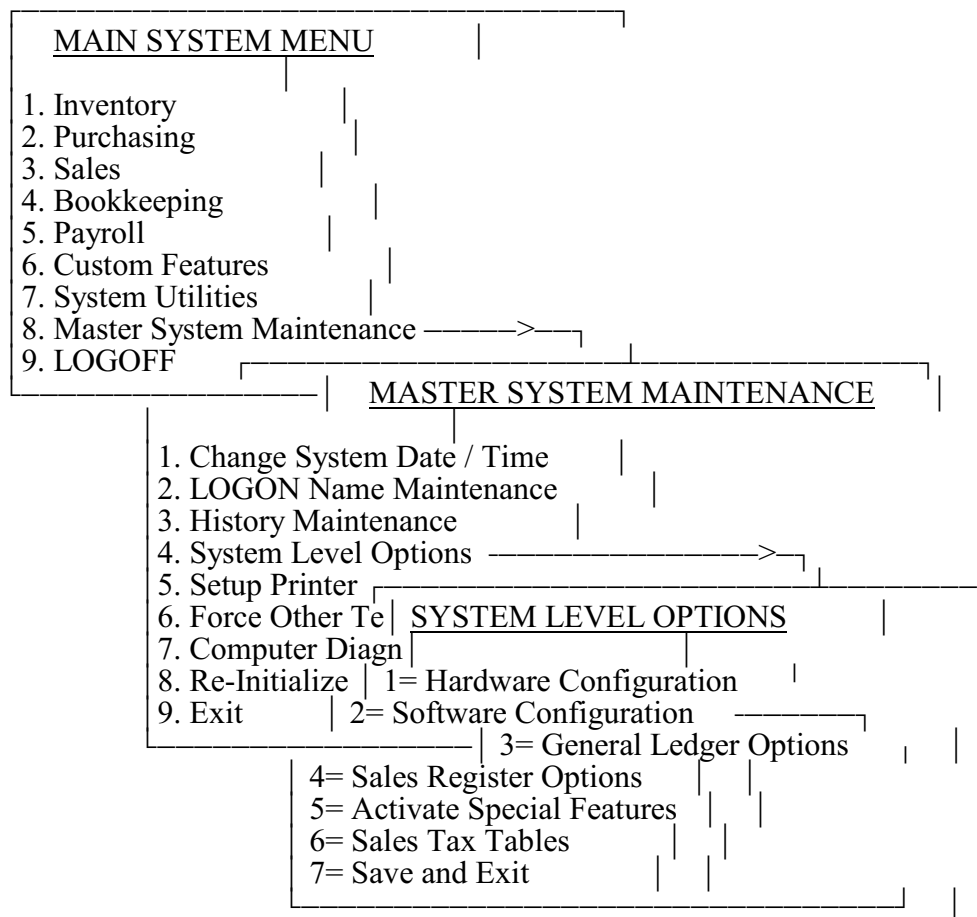 MAIN SYSTEM MENU
1. Inventory
2. Purchasing
3. Sales
4. Bookkeeping
5. Payroll
6. Custom Features
7. System Utilities
8. Master System Maintenance ——————>——
9. LOGOFF
MASTER SYSTEM MAINTENANCE
1. Change System Date / Time
2. LOGON Name Maintenance
3. History Maintenance
4. System Level Options ———————————————>—
5. Setup Printer
6. Force Other Te
SYSTEM LEVEL OPTIONS
7. Computer Diagn
8. Re-Initialize
1= Hardware Configuration
9. Exit
2= Software Configuration
3= General Ledger Options
4= Sales Register Options
5= Activate Special Features
6= Sales Tax Tables
7= Save and Exit